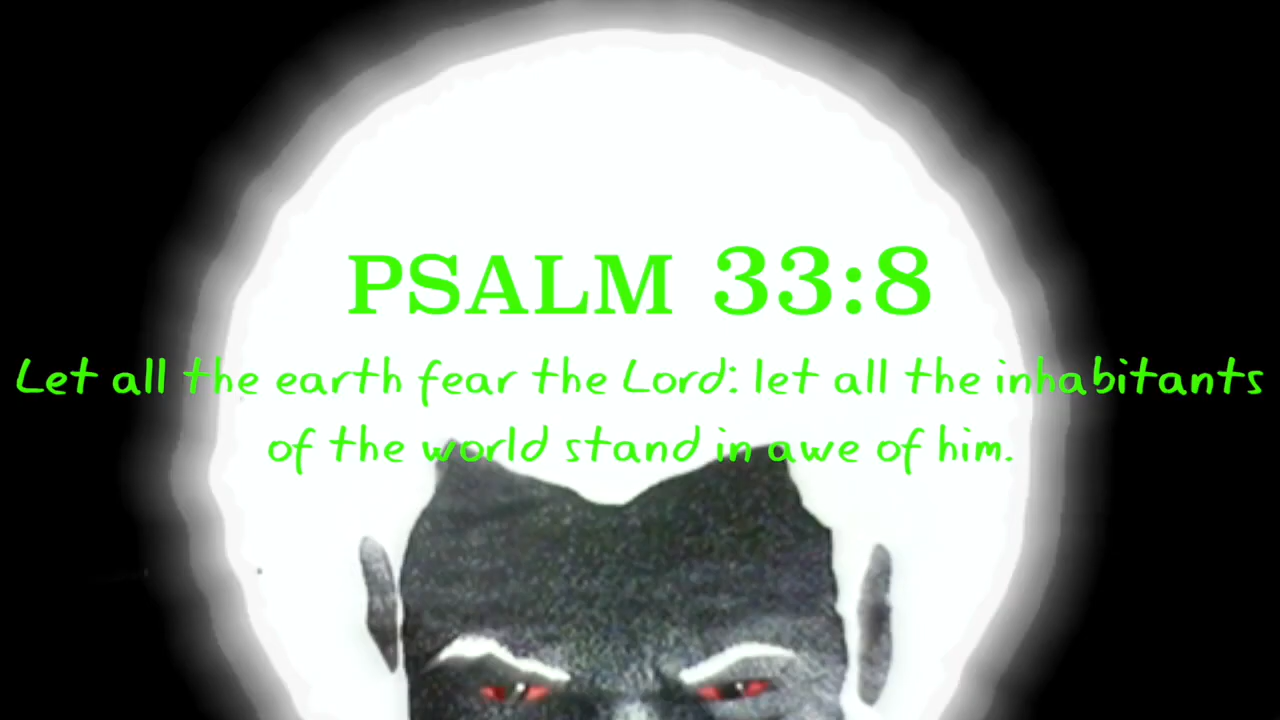 PSALM 33:8
Let all the earth fear the Lord: let all the inhabitants
of the world stand in awe of him.